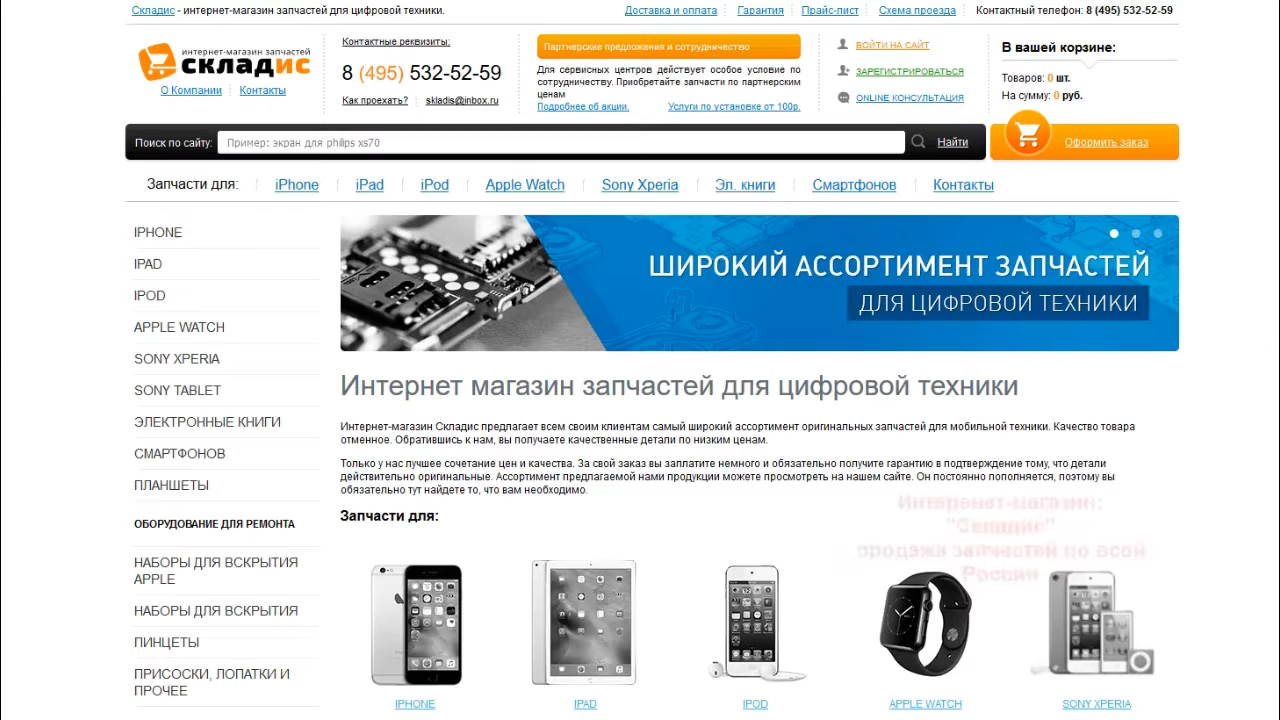 Складис - интернет-магазин запчастей для цифровой техники.
Доставка и оплата
Гарантия
Прайс-лист
Схема проезда
Контактный телефон: 8 (495) 532-52-59
интернет-магазин запчастей
складис
О Компании
Контакты
Контактные реквизиты:
8 (495) 532-52-59
Как проехать?
skladis@inbox.ru
Партнерские предложения и сотрудничество
Для сервисных центров действует особое условие по
сотрудничеству. Приобретайте запчасти по партнерским
ценам
Подробнее об акции.
Услуги по установке от 100р.
ВОЙТИ НА САЙТ
ЗАРЕГИСТРИРОВАТЬСЯ
ONLINE КОНСУЛЬТАЦИЯ
В вашей корзине:
Товаров: 0 шт.
На сумму: 0 руб.
Поиск по сайту:
Пример: экран для philips xs70
Найти
Оформить заказ
Запчасти для:
iPhone
iPad
iPod
Apple Watch
Sony Xperia
Эл. книги
Смартфонов
Контакты
IPHONE
IPAD
IPOD
APPLE WATCH
SONY XPERIA
SONY TABLET
ЭЛЕКТРОННЫЕ КНИГИ
СМАРТФОНОВ
ПЛАНШЕТЫ
ОБОРУДОВАНИЕ ДЛЯ РЕМОНТА
НАБОРЫ ДЛЯ ВСКРЫТИЯ
APPLE
НАБОРЫ ДЛЯ ВСКРЫТИЯ
ПИНЦЕТЫ
ПРИСОСКИ, ЛОПАТКИ И
ПРОЧЕЕ
ШИРОКИЙ АССОРТИМЕНТ ЗАПЧАСТЕЙ
ДЛЯ ЦИФРОВОЙ ТЕХНИКИ
Интернет магазин запчастей для цифровой техники
Интернет-магазин Складис предлагает всем своим клиентам самый широкий ассортимент оригинальных запчастей для мобильной техники. Качество товара
отменное. Обратившись к нам, вы получаете качественные детали по низким ценам.
Только у нас лучшее сочетание цен и качества. За свой заказ вы заплатите немного и обязательно получите гарантию в подтверждение тому, что детали
действительно оригинальные. Ассортимент предлагаемой нами продукции можете просмотреть на нашем сайте. Он постоянно пополняется, поэтому вы
обязательно тут найдете то, что вам необходимо.
Запчасти для:
"Складис"
продажа запчастей по всей
России
IPHONE
IPAD
IPOD
APPLE WATCH
SONY XPERIA